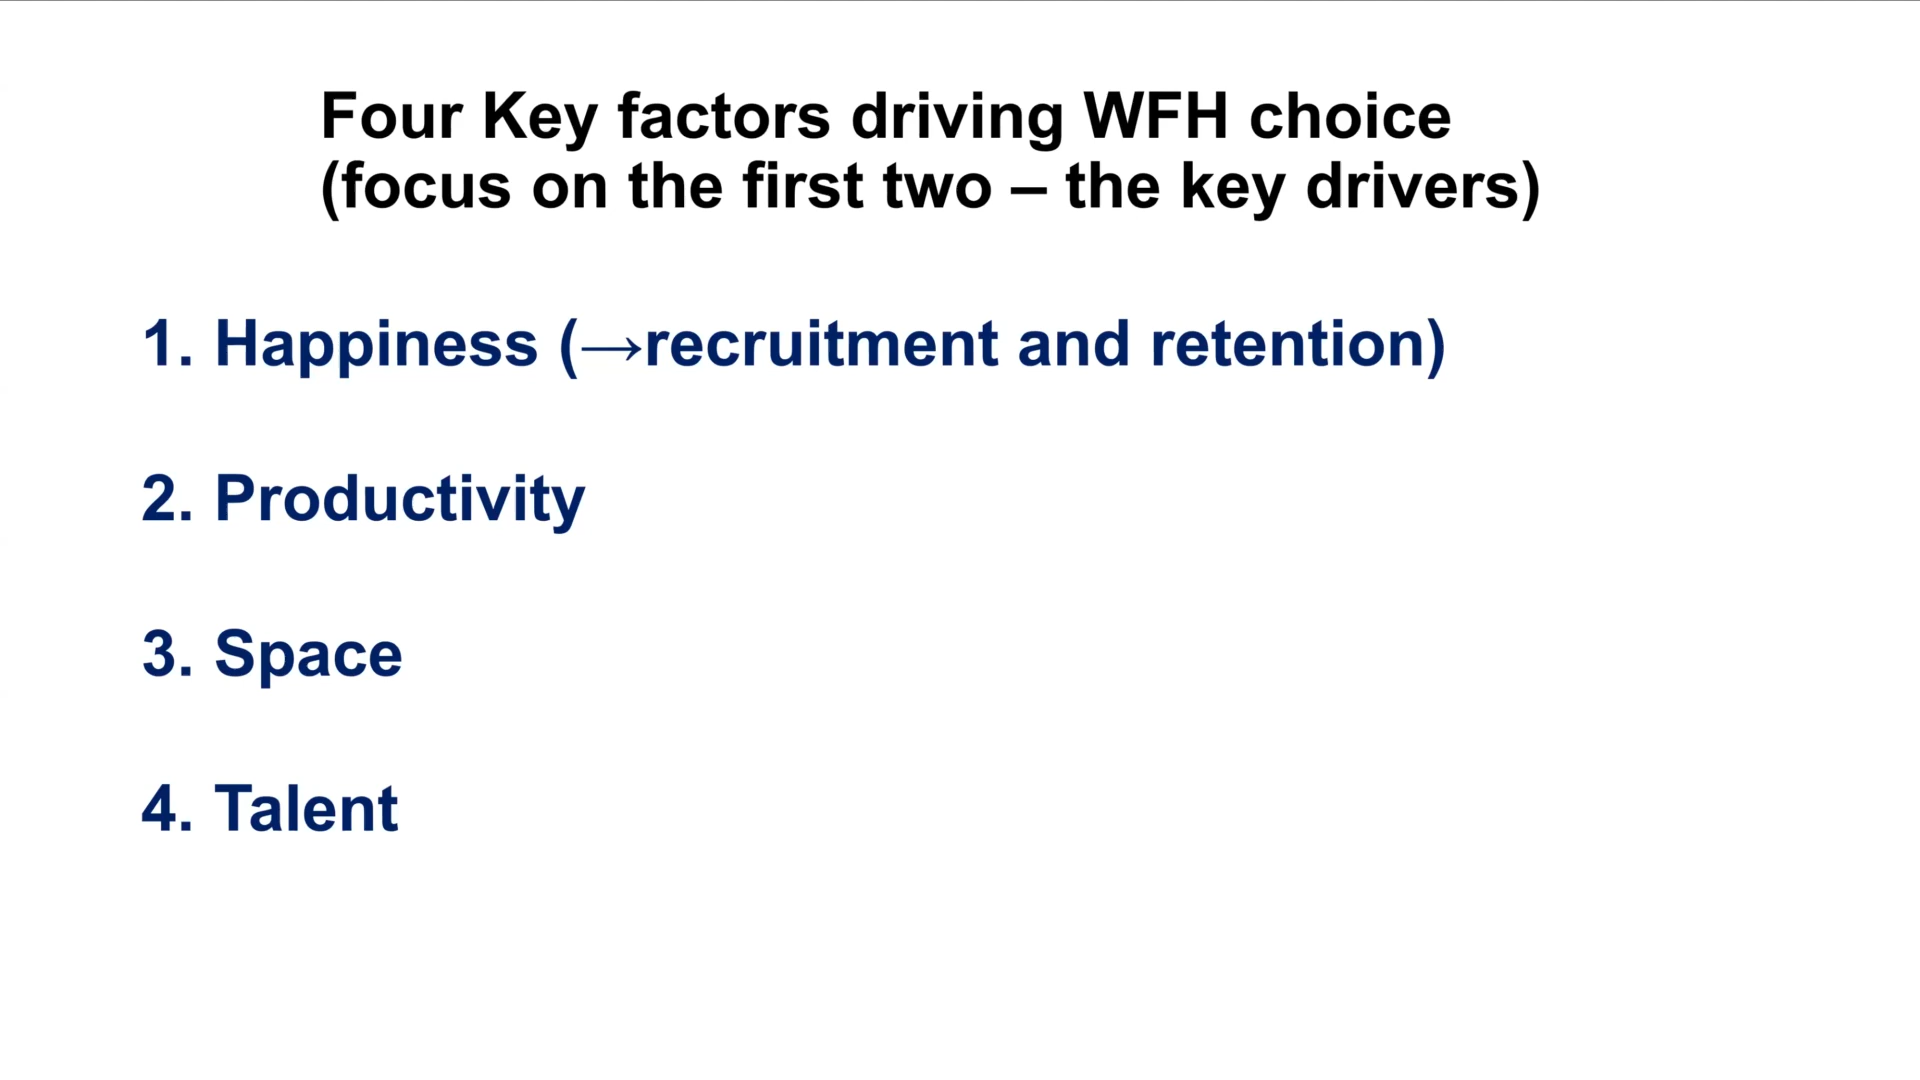 Four Key factors driving WFH choice
(focus on the first two – the key drivers)
1. Happiness (→recruitment and retention)
2. Productivity
3. Space
4. Talent